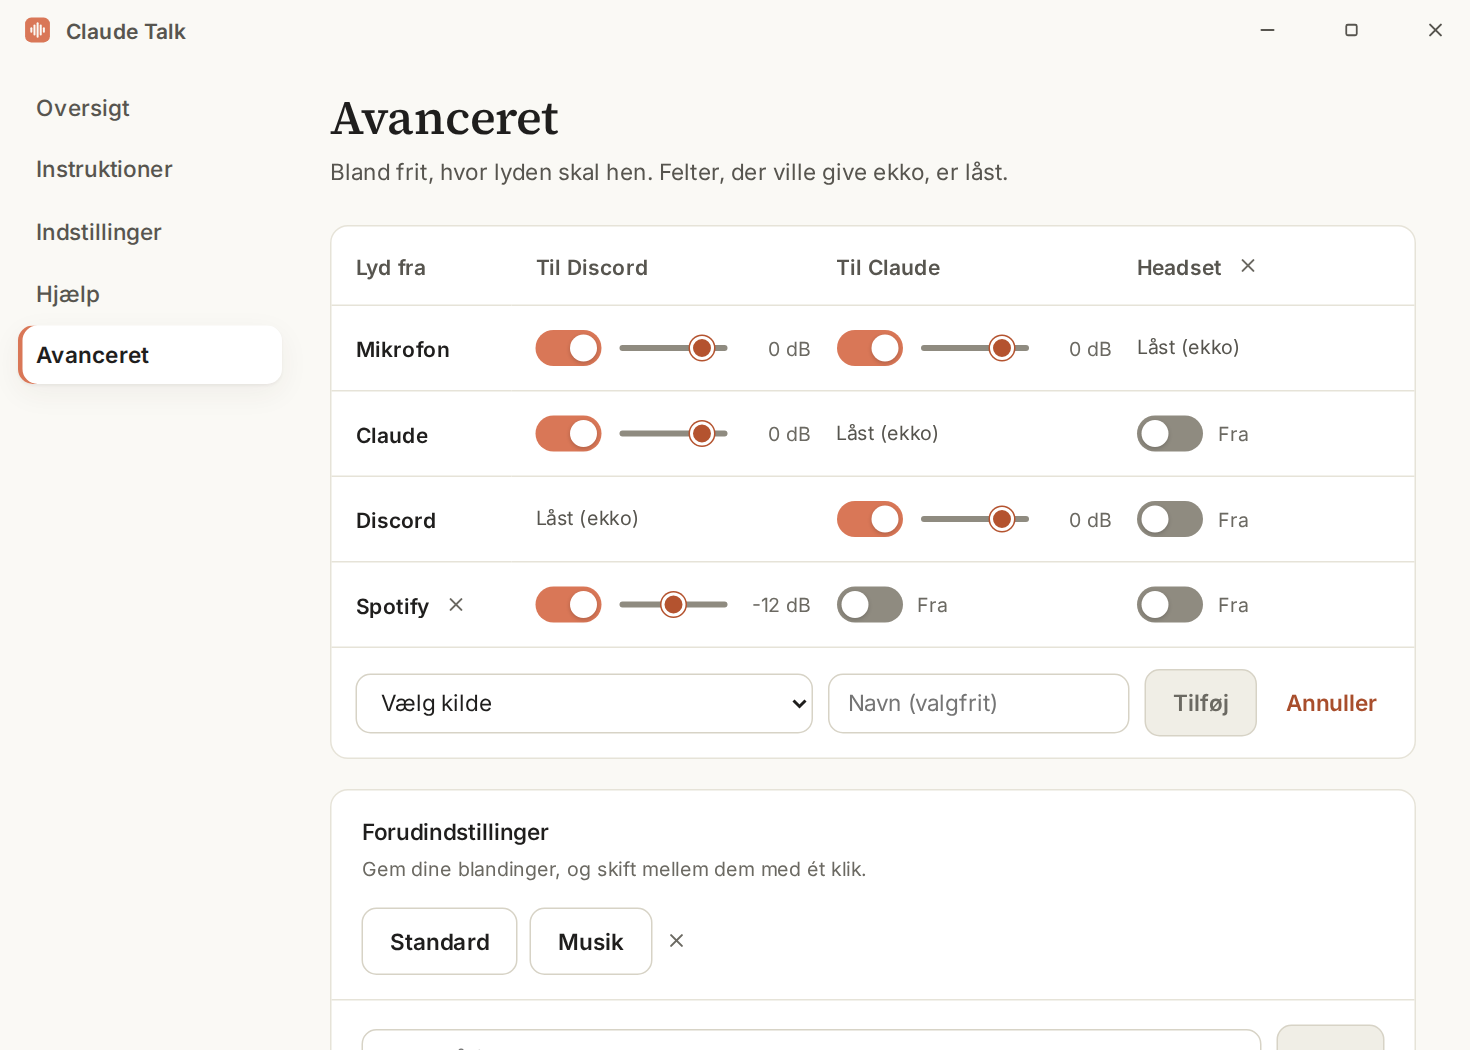 Claude Talk
Oversigt
Instruktioner
Indstillinger
Hjælp
Avanceret
Avanceret
Bland frit, hvor lyden skal hen. Felter, der ville give ekko, er låst.
Lyd fra Til Discord Til Claude Headset
Mikrofon 0 dB 0 dB Låst (ekko)
Claude 0 dB Låst (ekko) Fra
Discord Låst (ekko) 0 dB Fra
Spotify -12 dB Fra Fra
Vælg kilde Navn (valgfrit) Tilføj Annuller
Forudindstillinger
Gem dine blandinger, og skift mellem dem med ét klik.
Standard Musik